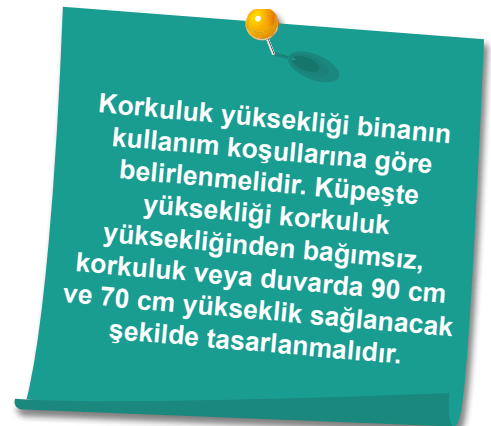 Korkuluk yüksekliği binanın
kullanım koşullarına göre
belirlenmelidir. Küpeşte
yüksekliği korkuluk
yüksekliğinden bağımsız,
korkuluk veya duvarda 90 cm
ve 70 cm yükseklik sağlanacak
şekilde tasarlanmalıdır.